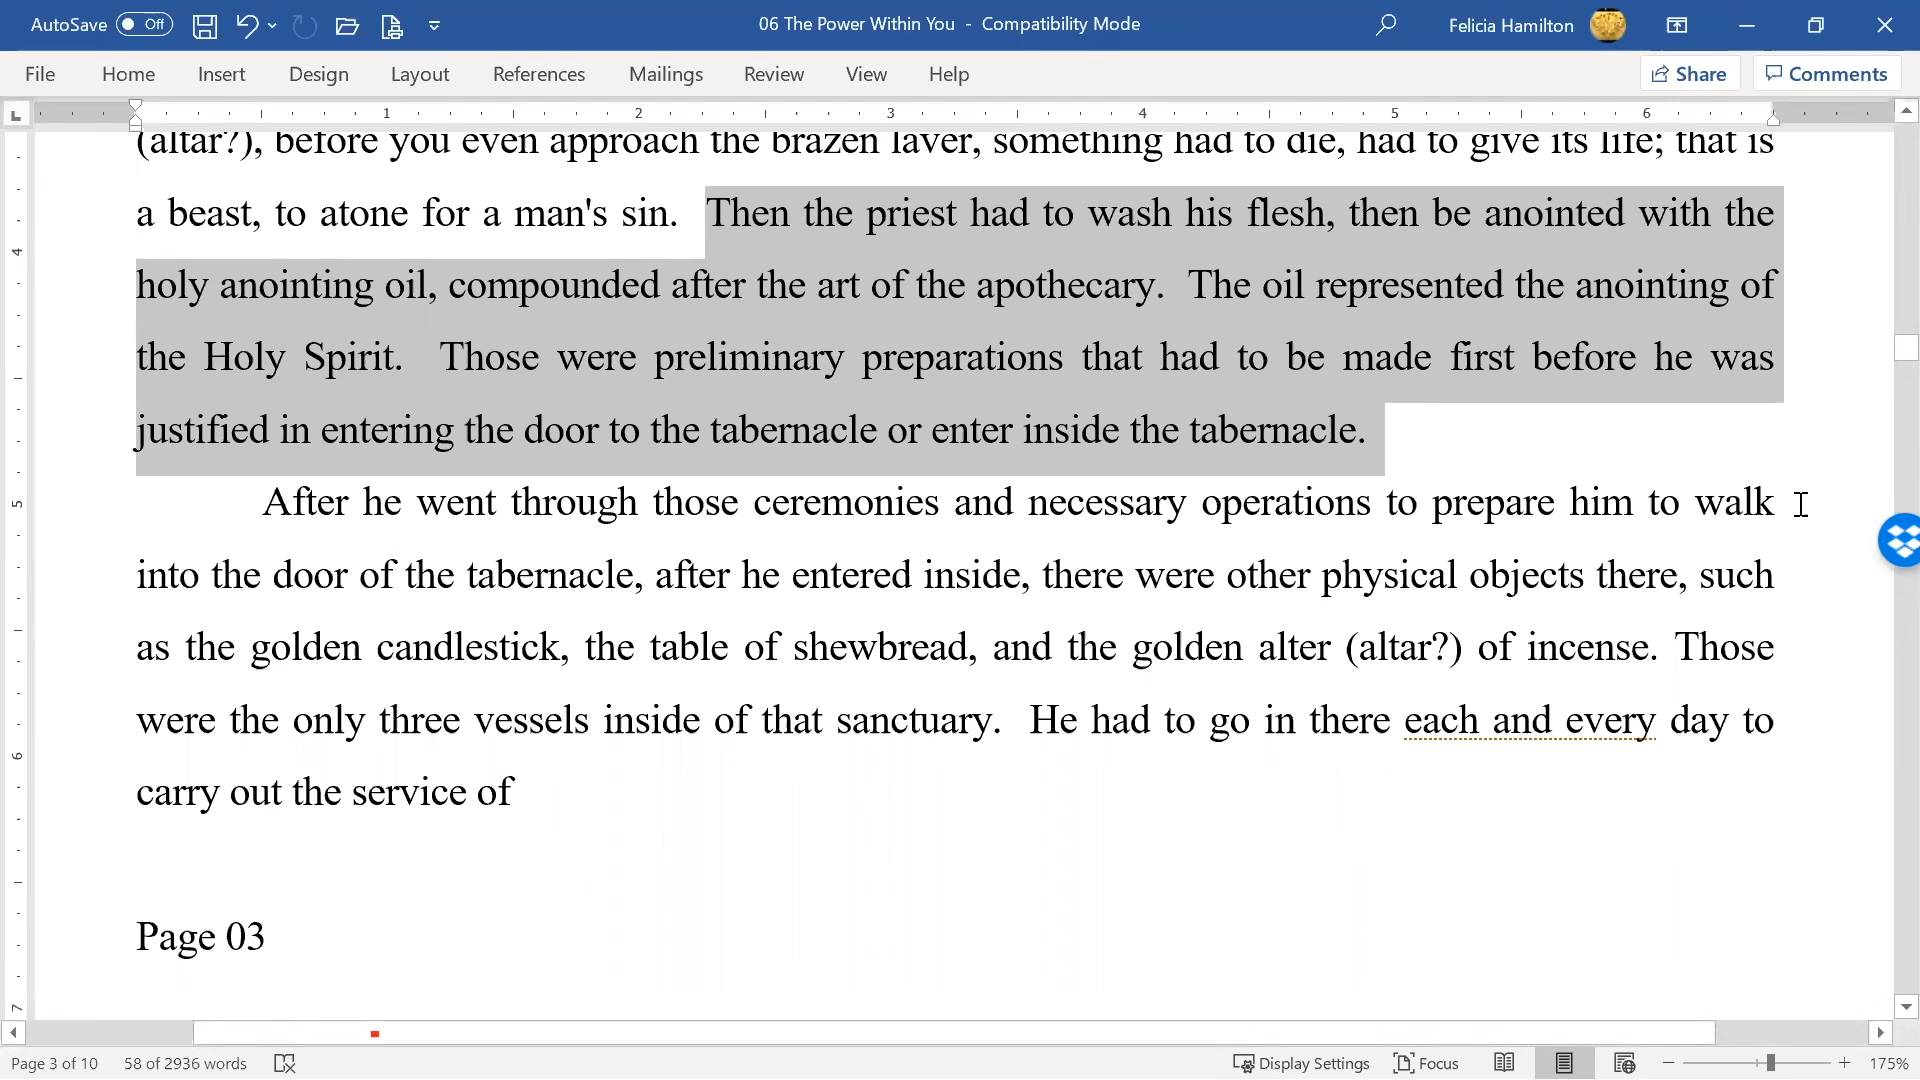 AutoSave Off 06 The Power Within You - Compatibility Mode Felicia Hamilton
File Home Insert Design Layout References Mailings Review View Help Share Comments
L 1 2 3 4 5 6
(altar?), before you even approach the brazen laver, something had to die, had to give its life; that is
a beast, to atone for a man's sin. Then the priest had to wash his flesh, then be anointed with the
4
holy anointing oil, compounded after the art of the apothecary. The oil represented the anointing of
the Holy Spirit. Those were preliminary preparations that had to be made first before he was
justified in entering the door to the tabernacle or enter inside the tabernacle.
After he went through those ceremonies and necessary operations to prepare him to walk
5
into the door of the tabernacle, after he entered inside, there were other physical objects there, such
as the golden candlestick, the table of shewbread, and the golden alter (altar?) of incense. Those
were the only three vessels inside of that sanctuary. He had to go in there each and every day to
6
carry out the service of
Page 03
7
Page 3 of 10 58 of 2936 words Display Settings Focus 175%